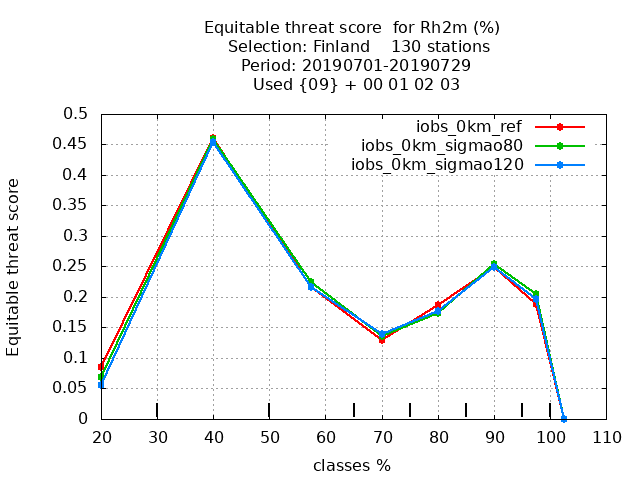 Equitable threat score  for Rh2m (%)
Selection: Finland    130 stations
Period: 20190701-20190729
Used {09} + 00 01 02 03
iobs_0km_ref
iobs_0km_sigmao80
iobs_0km_sigmao120
Equitable threat score
0.5
0.45
0.4
0.35
0.3
0.25
0.2
0.15
0.1
0.05
0
20 30 40 50 60 70 80 90 100 110
classes %